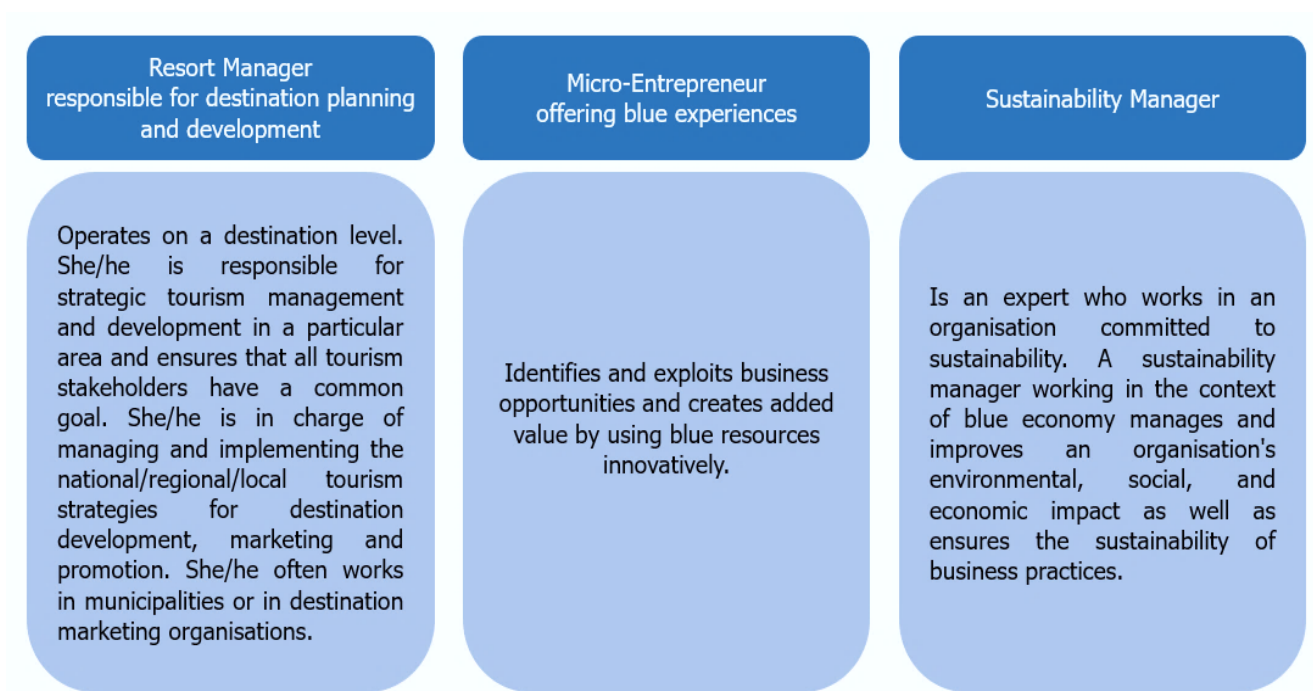 Resort Manager
responsible for destination planning
and development
Operates on a destination level.
She/he is responsible for
strategic tourism management
and development in a particular
area and ensures that all tourism
stakeholders have a common
goal. She/he is in charge of
managing and implementing the
national/regional/local tourism
strategies for destination
development, marketing and
promotion. She/he often works
in municipalities or in destination
marketing organisations.
Micro-Entrepreneur
offering blue experiences
Identifies and exploits business
opportunities and creates added
value by using blue resources
innovatively.
Sustainability Manager
Is an expert who works in an
organisation committed to
sustainability. A sustainability
manager working in the context
of blue economy manages and
improves an organisation's
environmental, social, and
economic impact as well as
ensures the sustainability of
business practices.